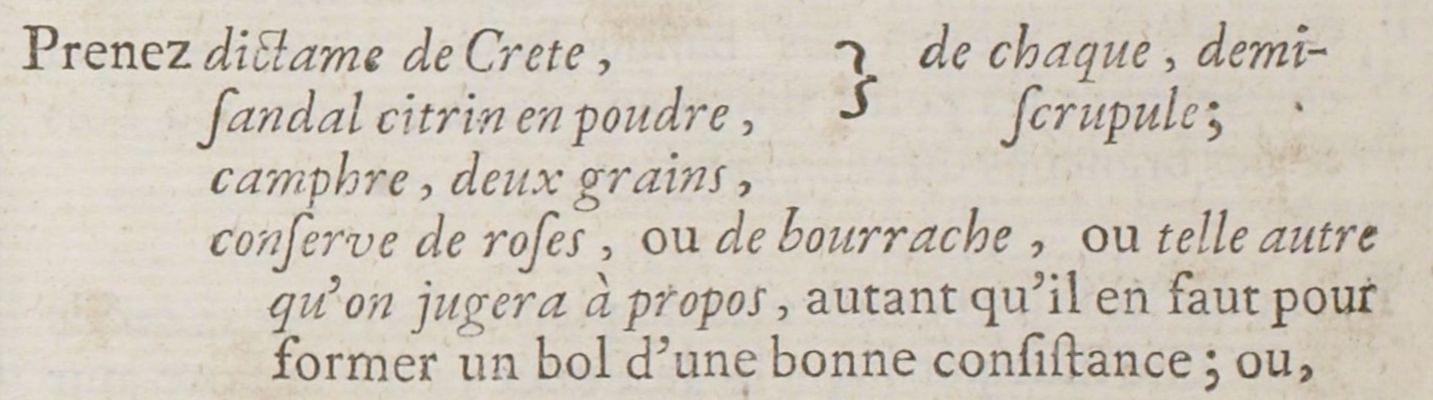 Prenez dictame de Crete, } de chaque, demi-
ſandal citrin en poudre, } ſcrupule;
camphre, deux grains,
conſerve de roſes, ou de bourrache, ou telle autre
qu'on jugera à propos, autant qu'il en faut pour
former un bol d'une bonne conſiſtance; ou,